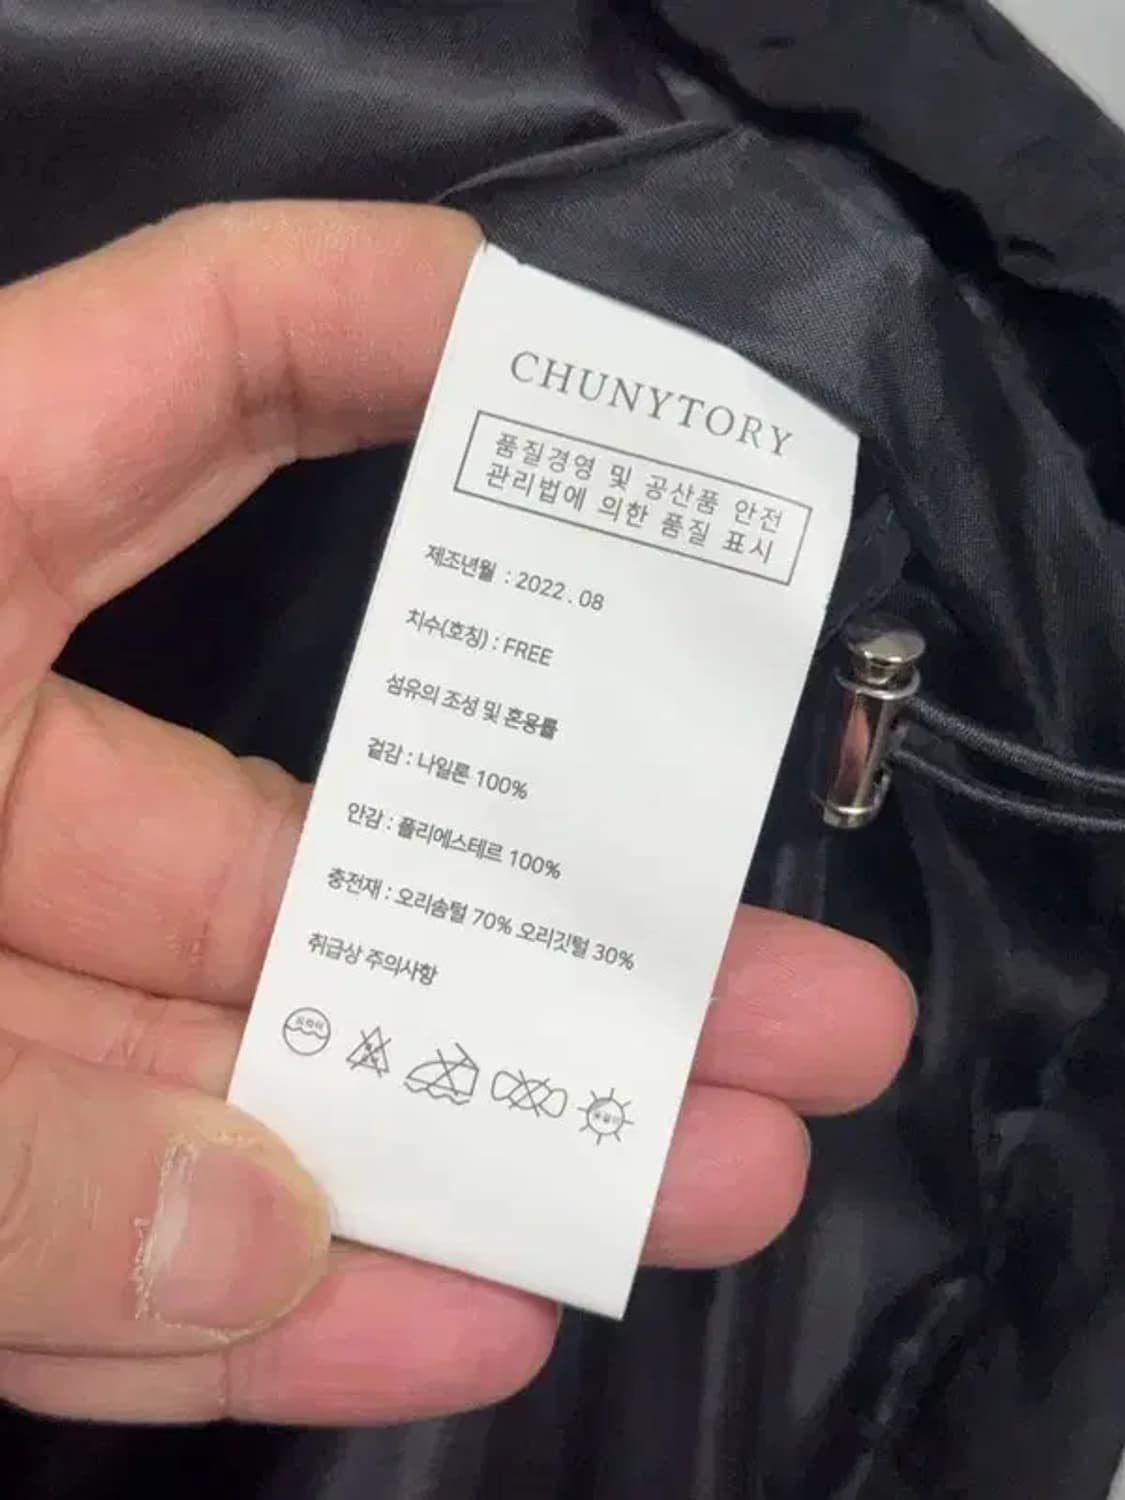 CHUNYTORY
품질경영 및 공산품 안전
관리법에 의한 품질 표시
제조년월 : 2022.08
치수(호칭) : FREE
섬유의 조성 및 혼용률
겉감 : 나일론 100%
안감 : 폴리에스테르 100%
충전재 : 오리솜털 70% 오리깃털 30%
취급상 주의사항
드라이